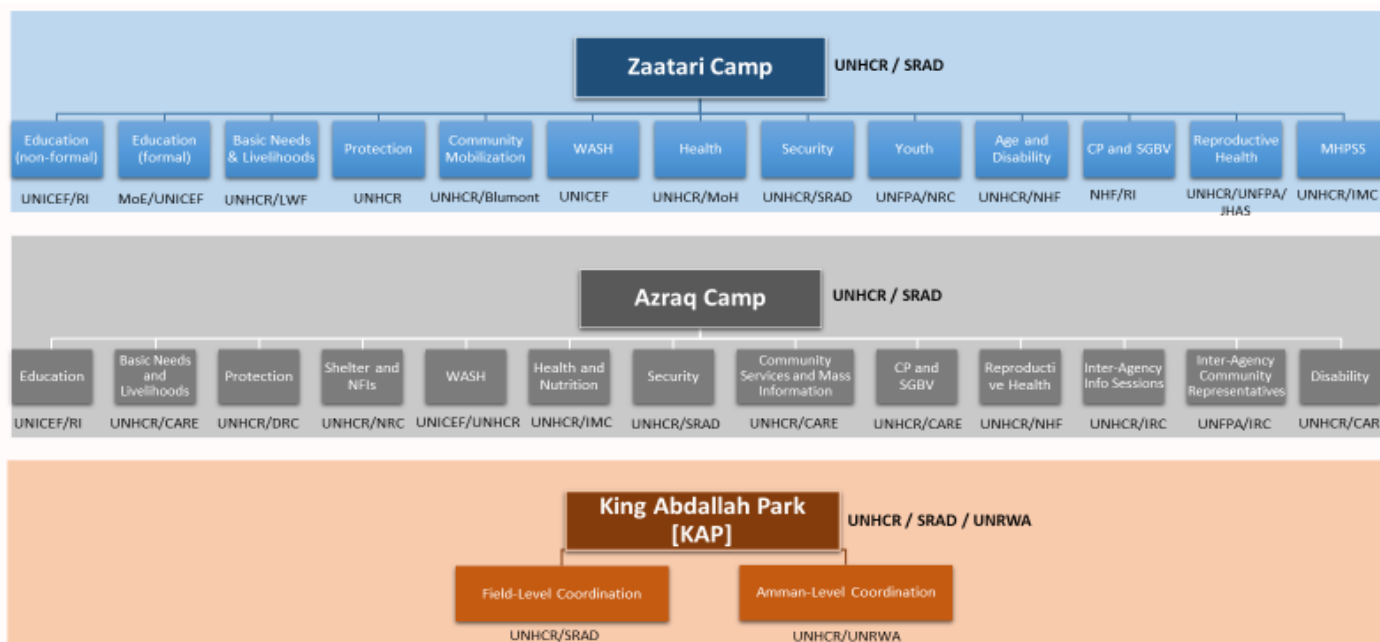 Zaatari Camp
UNHCR / SRAD
Education
(non-formal)
UNICEF/RI
Education
(formal)
MoE/UNICEF
Basic Needs
& Livelihoods
UNHCR/LWF
Protection
UNHCR
Community
Mobilization
UNHCR/Blumont
WASH
UNICEF
Health
UNHCR/MoH
Security
UNHCR/SRAD
Youth
UNFPA/NRC
Age and
Disability
UNHCR/NHF
CP and SGBV
NHF/RI
Reproductive
Health
UNHCR/UNFPA/
JHAS
MHPSS
UNHCR/IMC
Azraq Camp
UNHCR / SRAD
Education
UNICEF/RI
Basic Needs
and
Livelihoods
UNHCR/CARE
Protection
UNHCR/DRC
Shelter and
NFIs
UNHCR/NRC
WASH
UNICEF/UNHCR
Health and
Nutrition
UNHCR/IMC
Security
UNHCR/SRAD
Community
Services and Mass
Information
UNHCR/CARE
CP and
SGBV
UNHCR/CARE
Reproducti
ve Health
UNHCR/NHF
Inter-Agency
Info Sessions
UNHCR/IRC
Inter-Agency
Community
Representatives
UNFPA/IRC
Disability
UNHCR/CAR
King Abdallah Park
[KAP]
UNHCR / SRAD / UNRWA
Field-Level Coordination
UNHCR/SRAD
Amman-Level Coordination
UNHCR/UNRWA